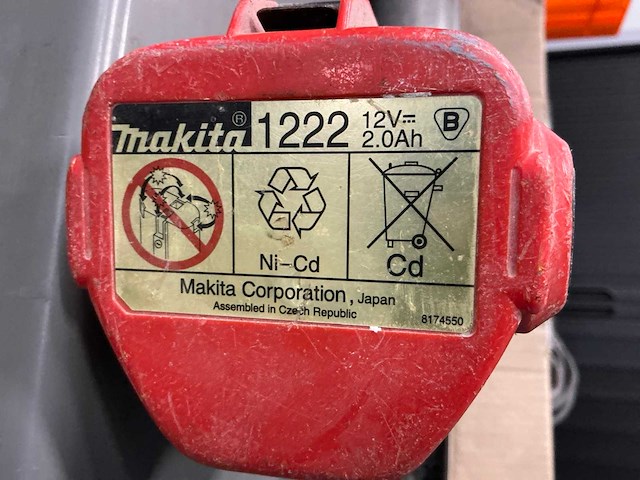 makita® 1222 12V⎓ 2.0Ah B
Ni-Cd
Cd
Makita Corporation, Japan
Assembled in Czech Republic
8174550